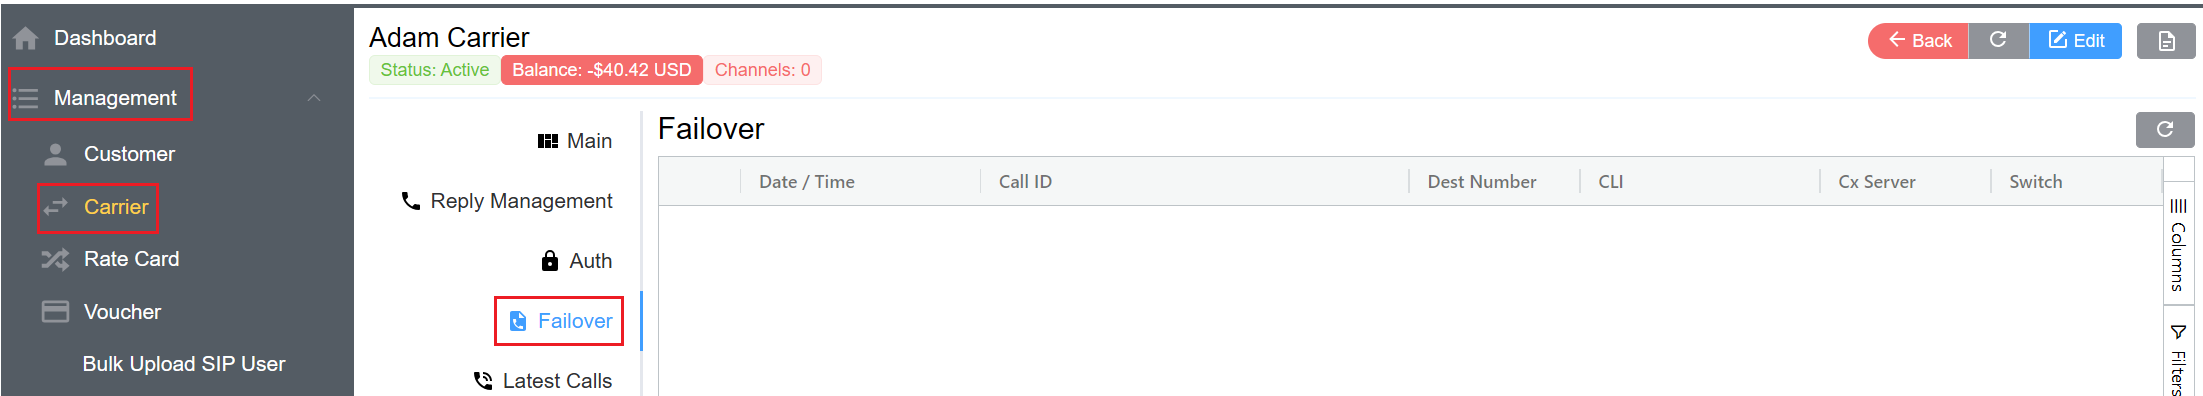 Dashboard
Management
Customer
Carrier
Rate Card
Voucher
Bulk Upload SIP User
Adam Carrier
Status: Active Balance: -$40.42 USD Channels: 0
Back Edit
Main
Reply Management
Auth
Failover
Latest Calls
Failover
Date / Time Call ID Dest Number CLI Cx Server Switch
Columns
Filters